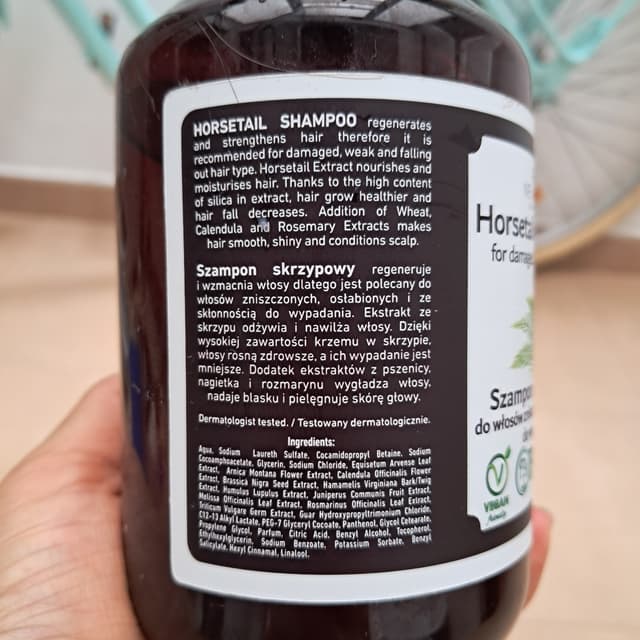 HORSETAIL SHAMPOO regenerates
and strengthens hair therefore it is
recommended for damaged, weak and falling
out hair type. Horsetail Extract nourishes and
moisturises hair. Thanks to the high content
of silica in extract, hair grow healthier and
hair fall decreases. Addition of Wheat,
Calendula and Rosemary Extracts makes
hair smooth, shiny and conditions scalp.
Szampon skrzypowy regeneruje
i wzmacnia włosy dlatego jest polecany do
włosów zniszczonych, osłabionych i ze
skłonnością do wypadania. Ekstrakt ze
skrzypu odżywia i nawilża włosy. Dzięki
wysokiej zawartości krzemu w skrzypie,
włosy rosną zdrowsze, a ich wypadanie jest
mniejsze. Dodatek ekstraktów z pszenicy,
nagietka i rozmarynu wygładza włosy,
nadaje blasku i pielęgnuje skórę głowy.
Dermatologist tested. / Testowany dermatologicznie.
Ingredients:
Aqua, Sodium Laureth Sulfate, Cocamidopropyl Betaine, Sodium
Cocoamphoacetate, Glycerin, Sodium Chloride, Equisetum Arvense Leaf
Extract, Arnica Montana Flower Extract, Calendula Officinalis Flower
Extract, Brassica Nigra Seed Extract, Hamamelis Virginiana Bark/Twig
Extract, Humulus Lupulus Extract, Juniperus Communis Fruit Extract,
Melissa Officinalis Leaf Extract, Rosmarinus Officinalis Leaf Extract,
Triticum Vulgare Germ Extract, Guar Hydroxypropyltrimonium Chloride,
C12-13 Alkyl Lactate, PEG-7 Glyceryl Cocoate, Panthenol, Glycol Cetearate,
Propylene Glycol, Parfum, Citric Acid, Benzyl Alcohol, Tocopherol,
Ethylhexylglycerin, Sodium Benzoate, Potassium Sorbate, Benzyl
Salicylate, Hexyl Cinnamal, Linalool.
Horsetail
for damag
Szampon
do włosów
VEGAN